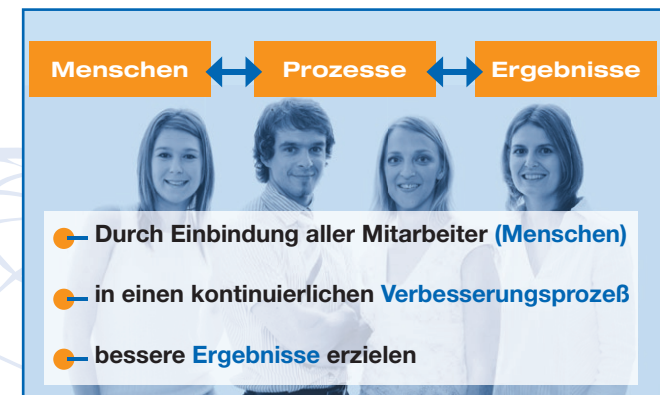 Menschen Prozesse Ergebnisse
Durch Einbindung aller Mitarbeiter (Menschen)
in einen kontinuierlichen Verbesserungsprozeß
bessere Ergebnisse erzielen